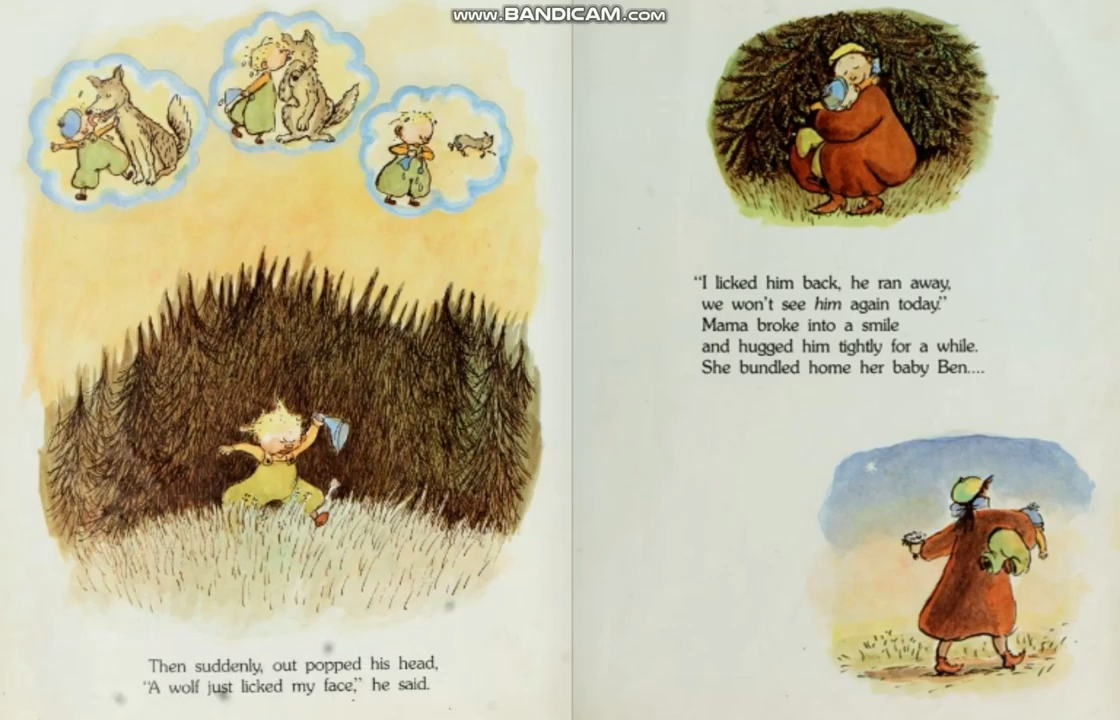 www.BANDICAM.com
Then suddenly, out popped his head,
“A wolf just licked my face,” he said.
“I licked him back, he ran away,
we won't see him again today.”
Mama broke into a smile
and hugged him tightly for a while.
She bundled home her baby Ben....